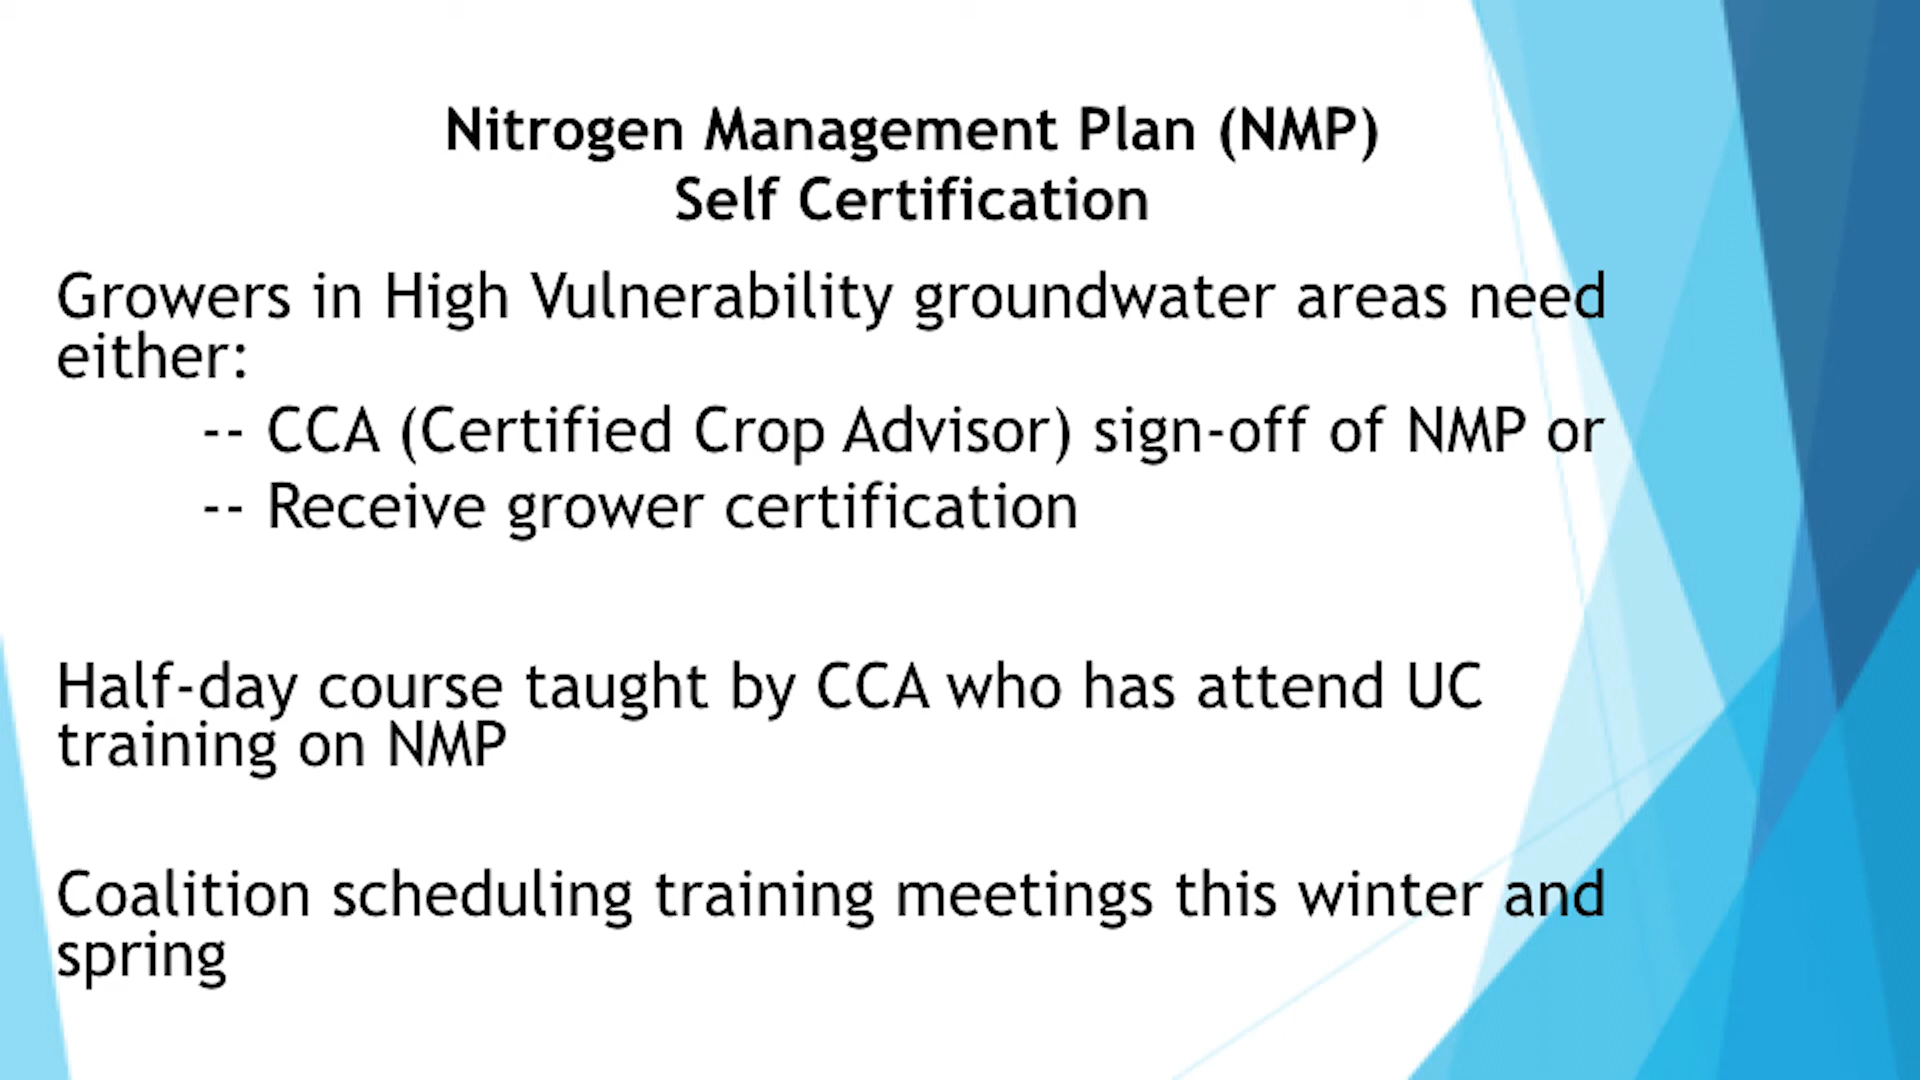 Nitrogen Management Plan (NMP)
Self Certification
Growers in High Vulnerability groundwater areas need
either:
-- CCA (Certified Crop Advisor) sign-off of NMP or
-- Receive grower certification
Half-day course taught by CCA who has attend UC
training on NMP
Coalition scheduling training meetings this winter and
spring